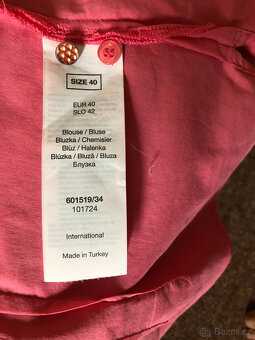 SIZE 40
EUR 40
SLO 42
Blouse / Bluse
Bluzka / Chemisier
Blůz / Halenka
Blúzka / Bluză / Bluza
Блузка
601519/34
101724
International
Made in Turkey
Bazos.cz